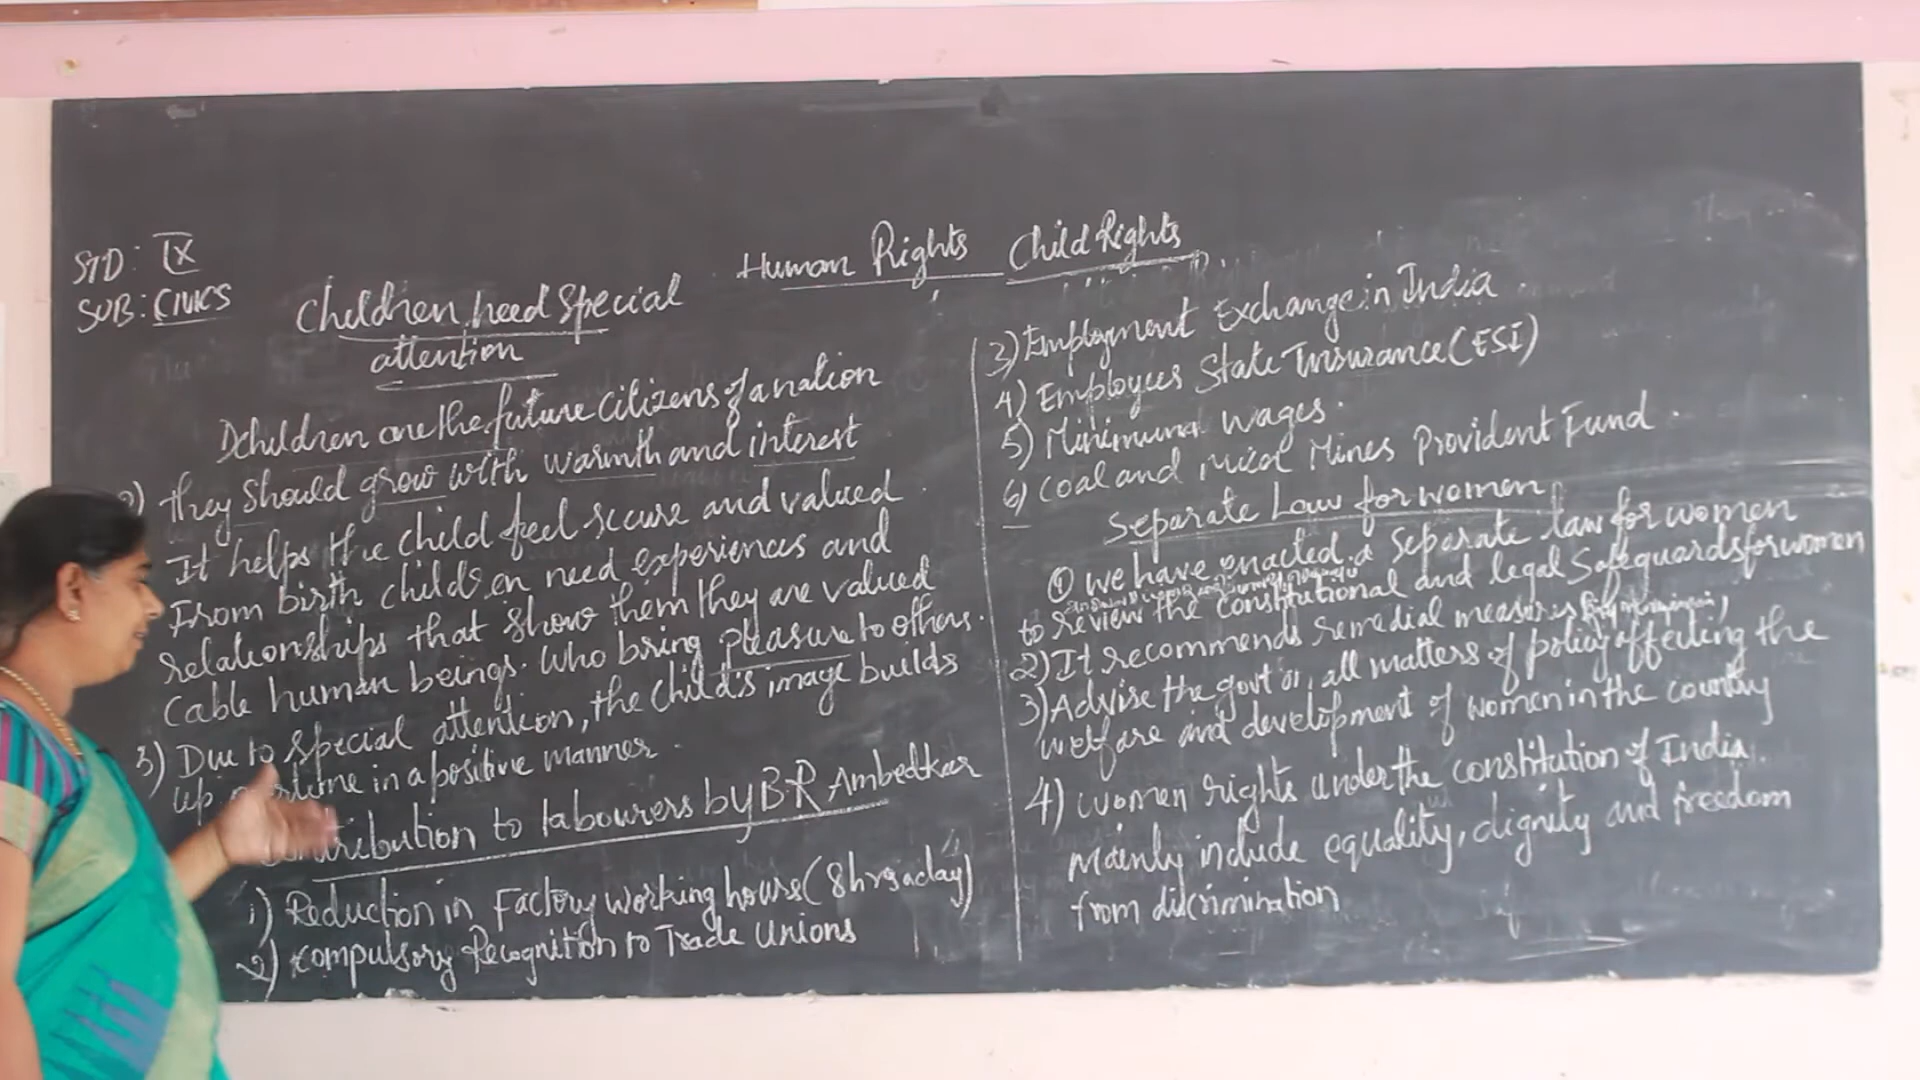 STD: IX
SUB: CIVICS
Human Rights Child Rights
Children need special
attention
1) children are the future citizens of a nation
2) they should grow with warmth and interest
It helps the child feel secure and valued
From birth children need experiences and
relationships that show them they are valued
Cable human beings. Who bring pleasure to others.
3) Due to special attention, the child's image builds
up in a positive manner.
to labourers by B.R Ambedkar
1) Reduction in Factory working hours (8hrs a day)
2) compulsory Recognition to Trade Unions
3) Employment Exchange in India.
4) Employees State Insurance (ESI)
5) Minimum wages.
6) Coal and Mica Mines Provident Fund.
Separate Law for women
① we have enacted a Separate law for women
to review the constitutional and legal Safeguards for women
2) It recommends remedial measures
3) Advise the govt on all matters of policy affecting the
welfare and development of women in the country
4) women rights under the constitution of India.
Mainly include equality, dignity and freedom
from discrimination